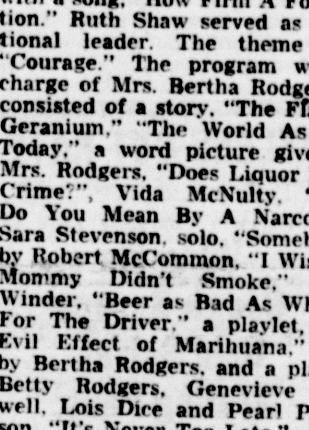 with a song, "How Firm A Fo
tion." Ruth Shaw served as
tional leader. The theme
"Courage." The program w
charge of Mrs. Bertha Rodge
consisted of a story, "The
Geranium," "The World As
Today," a word picture give
Mrs. Rodgers, "Does Liquor
Crime?", Vida McNulty, "
Do You Mean By A Narco
Sara Stevenson, solo, "Some
by Robert McCommon, "I Wis
Mommy Didn't Smoke,"
Winder, "Beer as Bad As Wh
For The Driver," a playlet,
Evil Effect of Marihuana,"
by Bertha Rodgers, and a pl
Betty Rodgers, Genevieve
well, Lois Dice and Pearl P
son, "It's Never Too Late,"